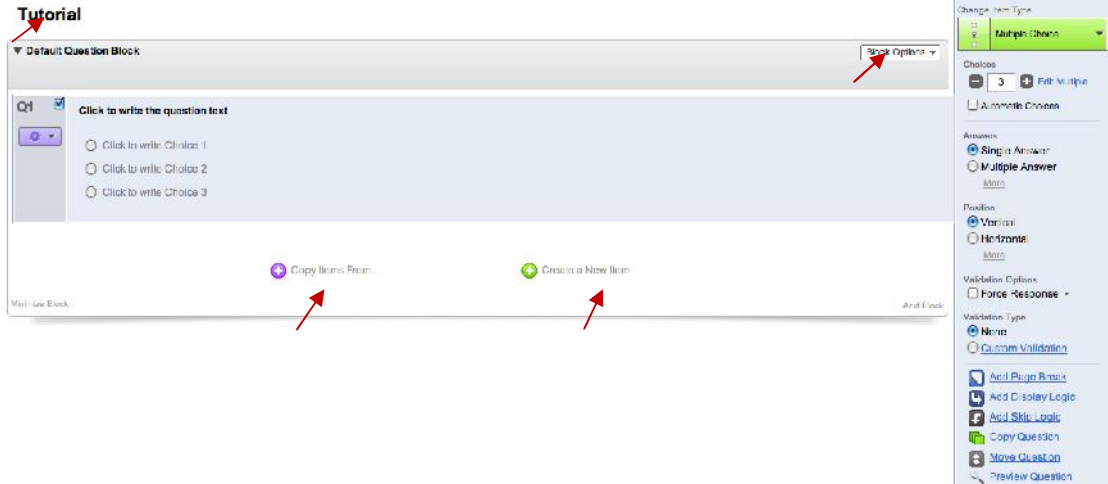 Tutorial
Default Question Block
Block Options
Q1
Click to write the question text
Click to write Choice 1
Click to write Choice 2
Click to write Choice 3
Copy Items From...
Create a New Item
Minimize Block
Add Block
Change Item Type
Multiple Choice
Choices
3
Edit Multiple
Automatic Choices
Answers
Single Answer
Multiple Answer
More
Position
Vertical
Horizontal
More
Validation Options
Force Response
Validation Type
None
Custom Validation
Add Page Break
Add Display Logic
Add Skip Logic
Copy Question
Move Question
Preview Question